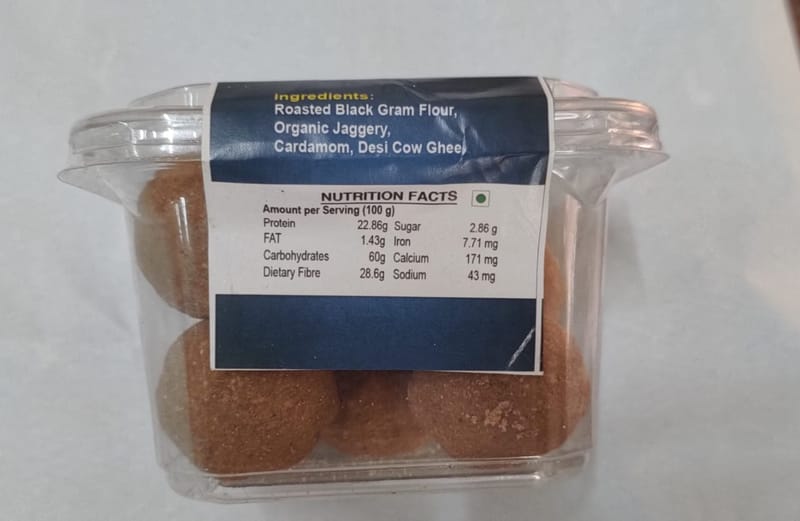 Ingredients:
Roasted Black Gram Flour,
Organic Jaggery,
Cardamom, Desi Cow Ghee
NUTRITION FACTS
Amount per Serving (100 g)
Protein 22.86g Sugar 2.86 g
FAT 1.43g Iron 7.71 mg
Carbohydrates 60g Calcium 171 mg
Dietary Fibre 28.6g Sodium 43 mg